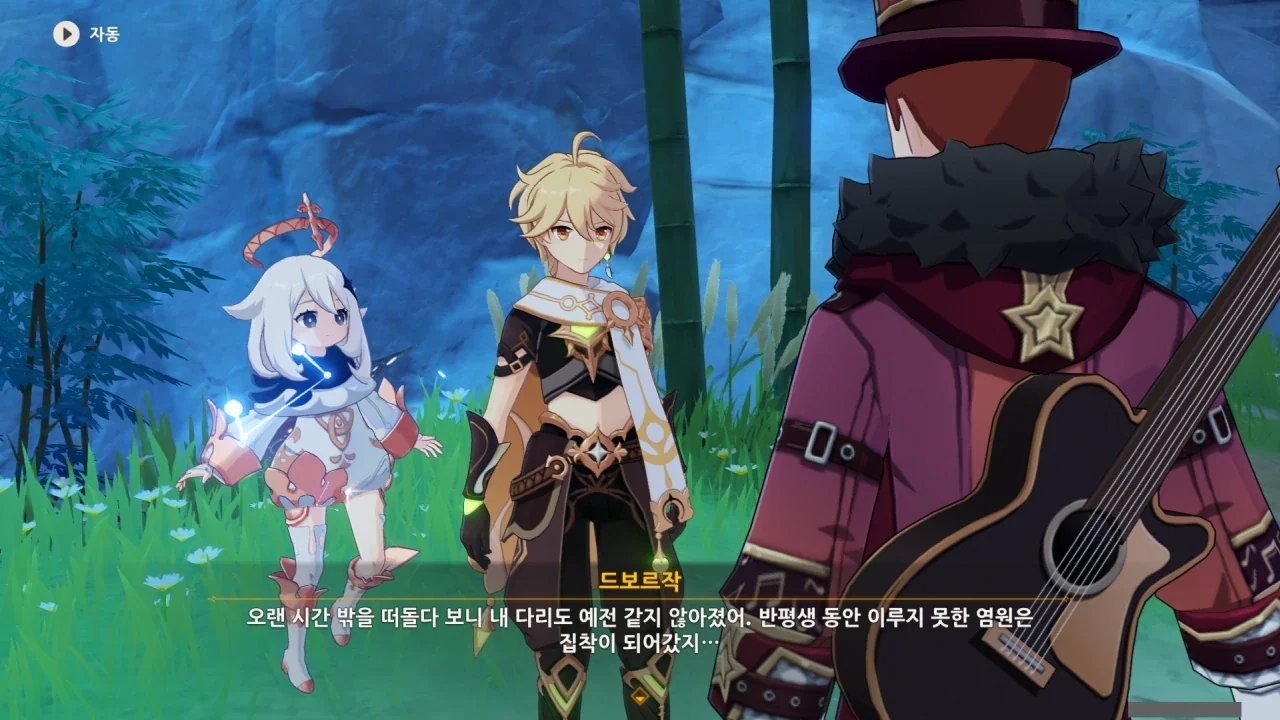 자동
드보르작
오랜 시간 밖을 떠돌다 보니 내 다리도 예전 같지 않아졌어. 반평생 동안 이루지 못한 염원은
집착이 되어갔지…